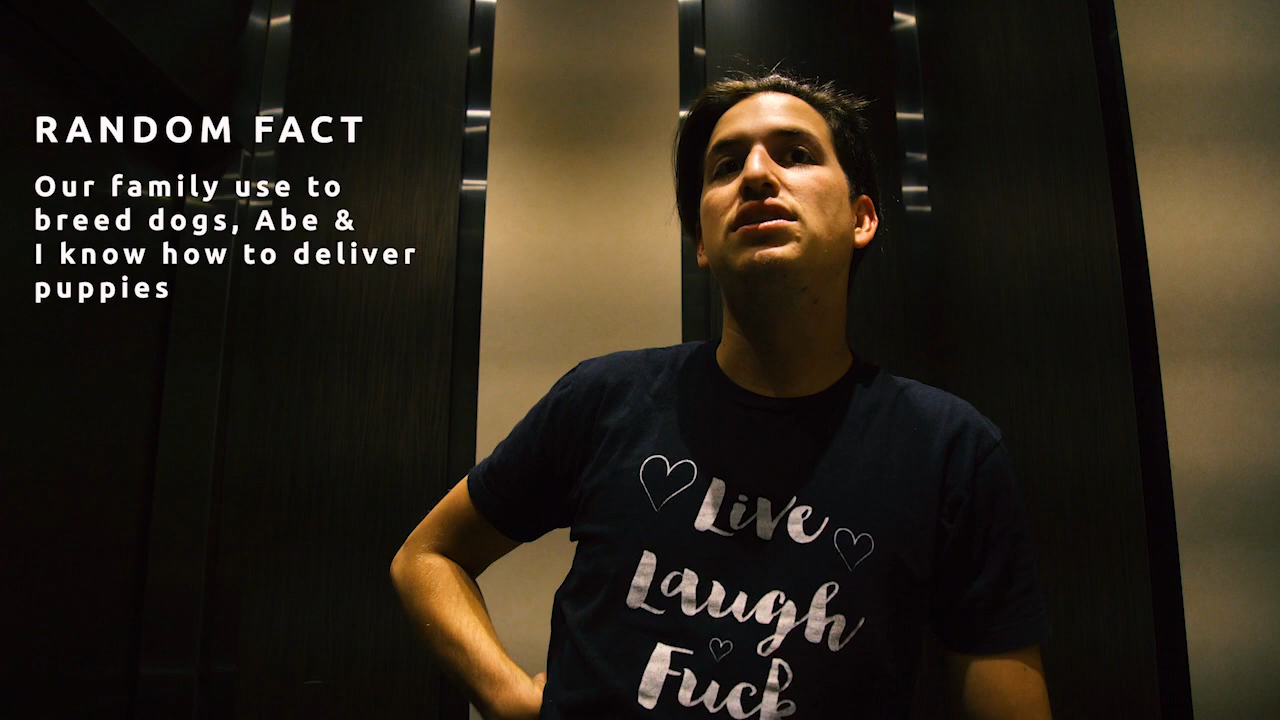 RANDOM FACT
Our family use to
breed dogs, Abe &
I know how to deliver
puppies
Live
Laugh
Fuck